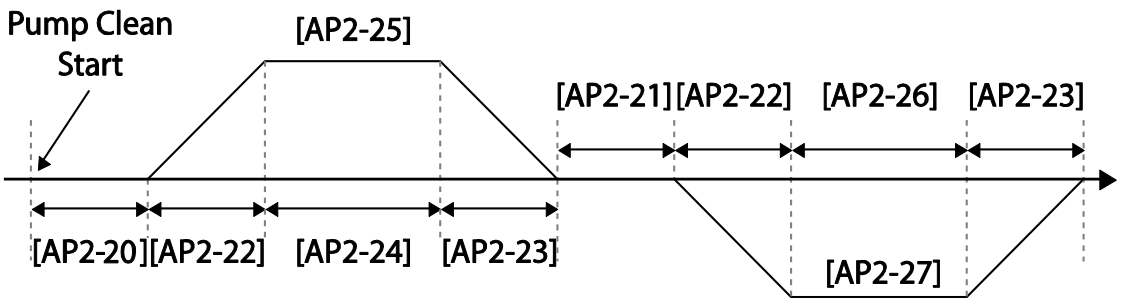 Pump Clean
Start
[AP2-25]
[AP2-21][AP2-22] [AP2-26] [AP2-23]
[AP2-20][AP2-22] [AP2-24] [AP2-23]
[AP2-27]